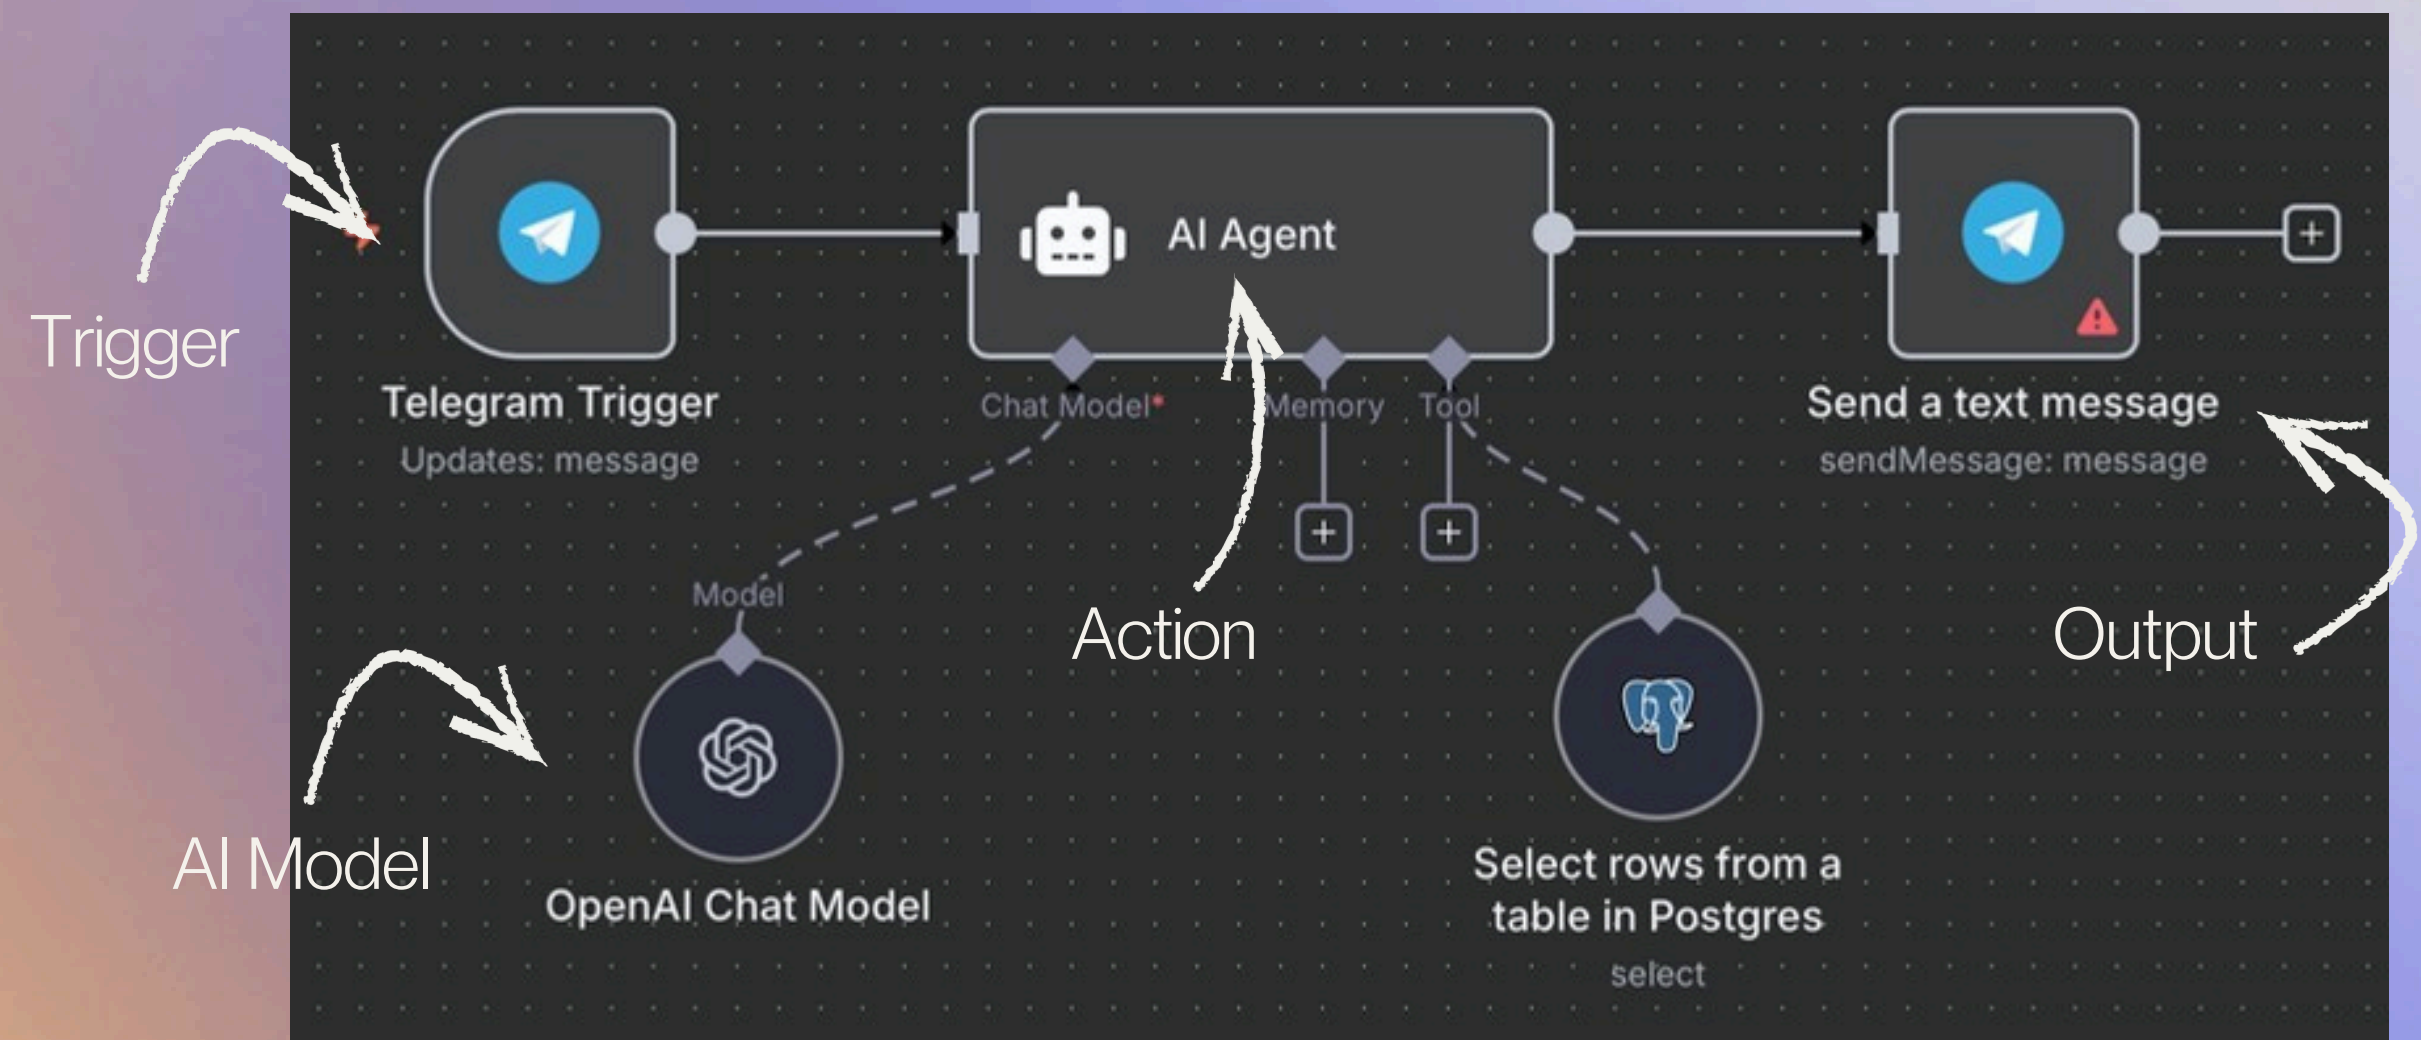 Trigger
Telegram Trigger
Updates: message
AI Agent
Chat Model*
Memory
Tool
Send a text message
sendMessage: message
Model
Action
Output
AI Model
OpenAI Chat Model
Select rows from a
table in Postgres
select